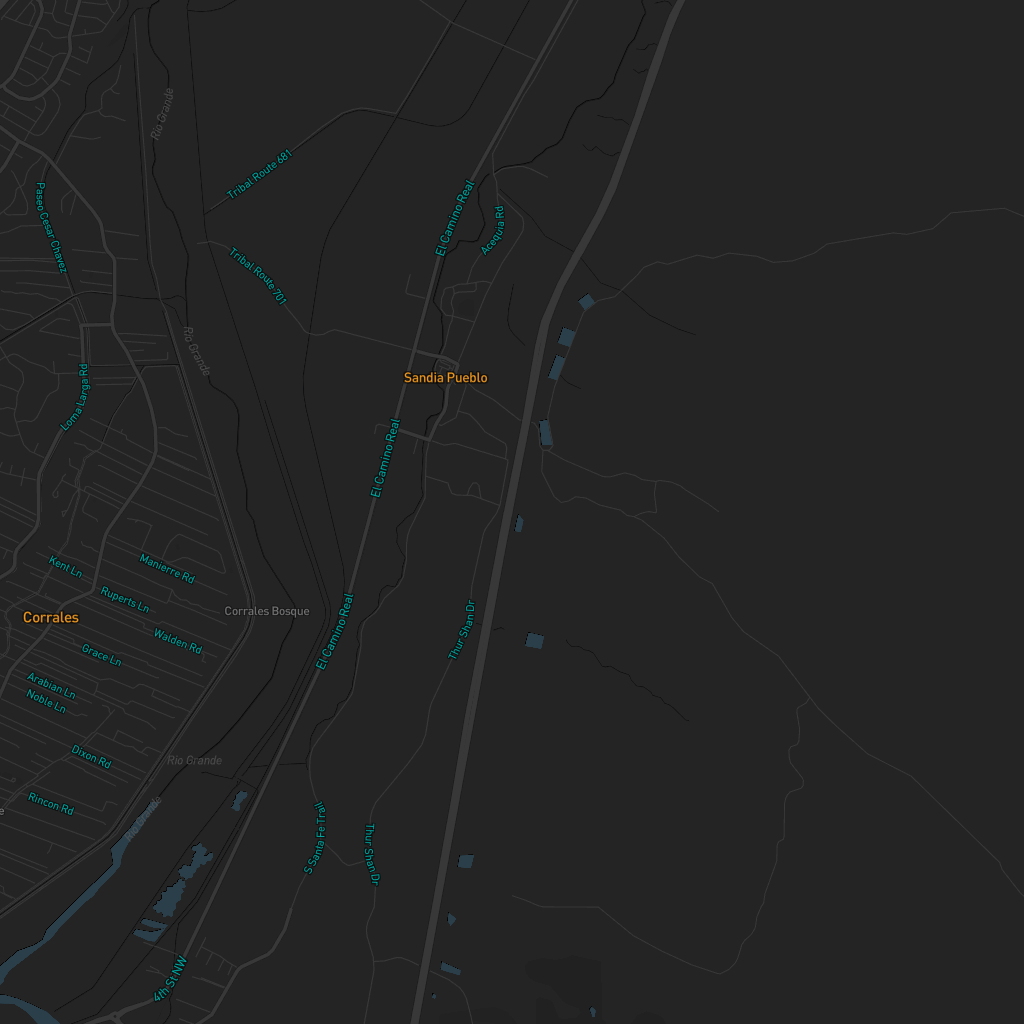 Rio Grande
Tribal Route 681
Paseo Cesar Chavez
El Camino Real
Acequia Rd
Tribal Route 701
Rio Grande
Loma Larga Rd
Sandia Pueblo
El Camino Real
Manierre Rd
Kent Ln
Ruperts Ln
Corrales
Corrales Bosque
El Camino Real
Thur Shan Dr
Walden Rd
Grace Ln
Arabian Ln
Noble Ln
Dixon Rd
Rio Grande
Rincon Rd
Rio Grande
S Santa Fe Trail
Thur Shan Dr
4th St NW